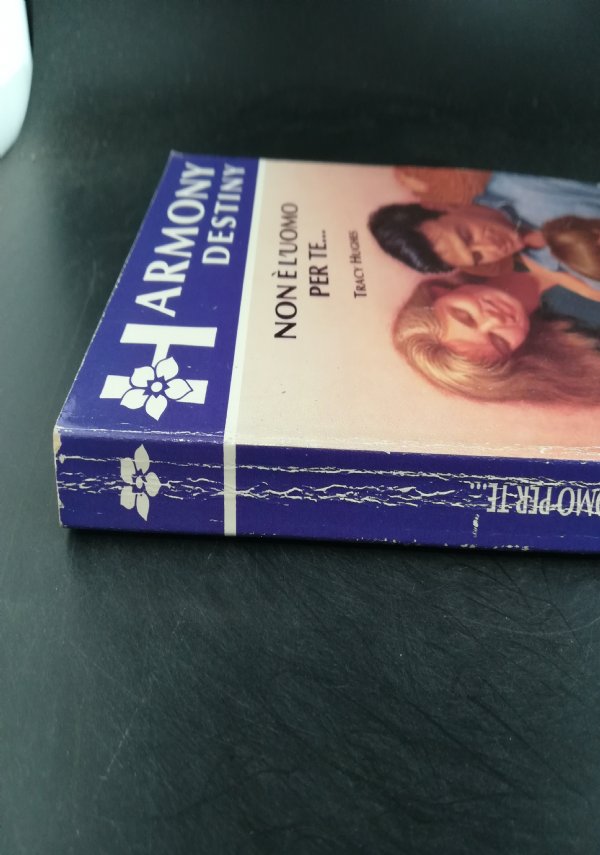 HARMONY
DESTINY
NON È L'UOMO
PER TE...
TRACY HUGHES
OMO PER TE...